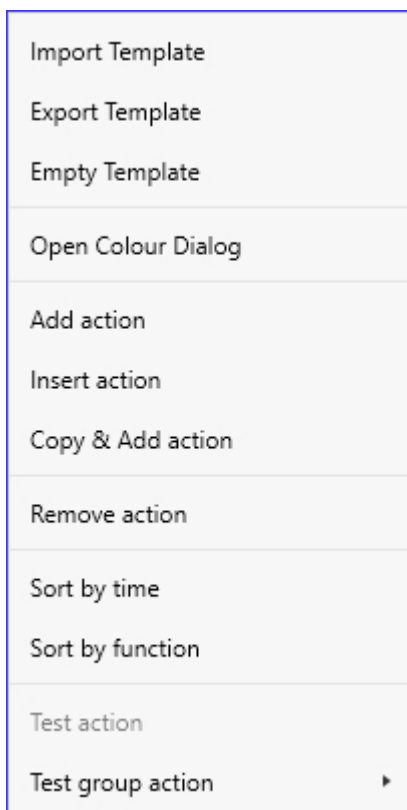 Import Template
Export Template
Empty Template
Open Colour Dialog
Add action
Insert action
Copy & Add action
Remove action
Sort by time
Sort by function
Test action
Test group action